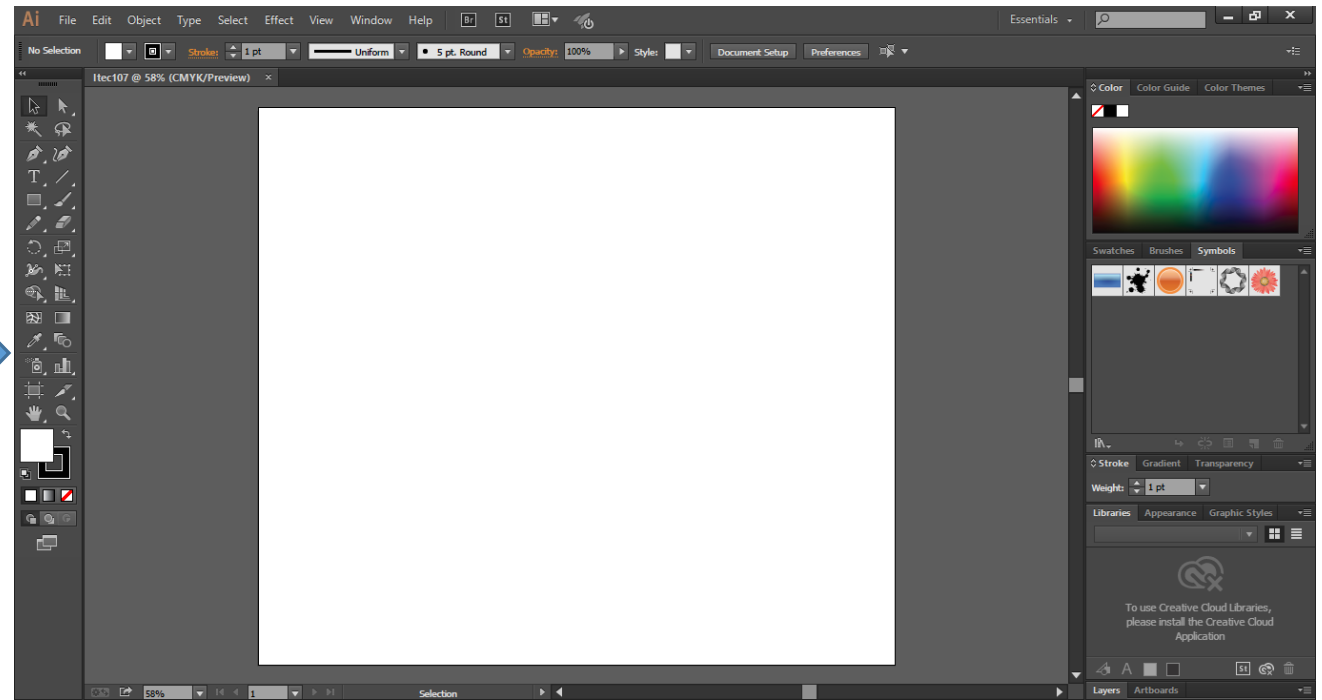 Ai File Edit Object Type Select Effect View Window Help Br St Essentials
No Selection Stroke: 1 pt Uniform 5 pt. Round Opacity: 100% Style: Document Setup Preferences
Itec107 @ 58% (CMYK/Preview) ×
Color Color Guide Color Themes
T
Swatches Brushes Symbols
Stroke Gradient Transparency
Weight: 1 pt
Libraries Appearance Graphic Styles
To use Creative Cloud Libraries,
please install the Creative Cloud
Application
A St
58% 1 Selection
Layers Artboards